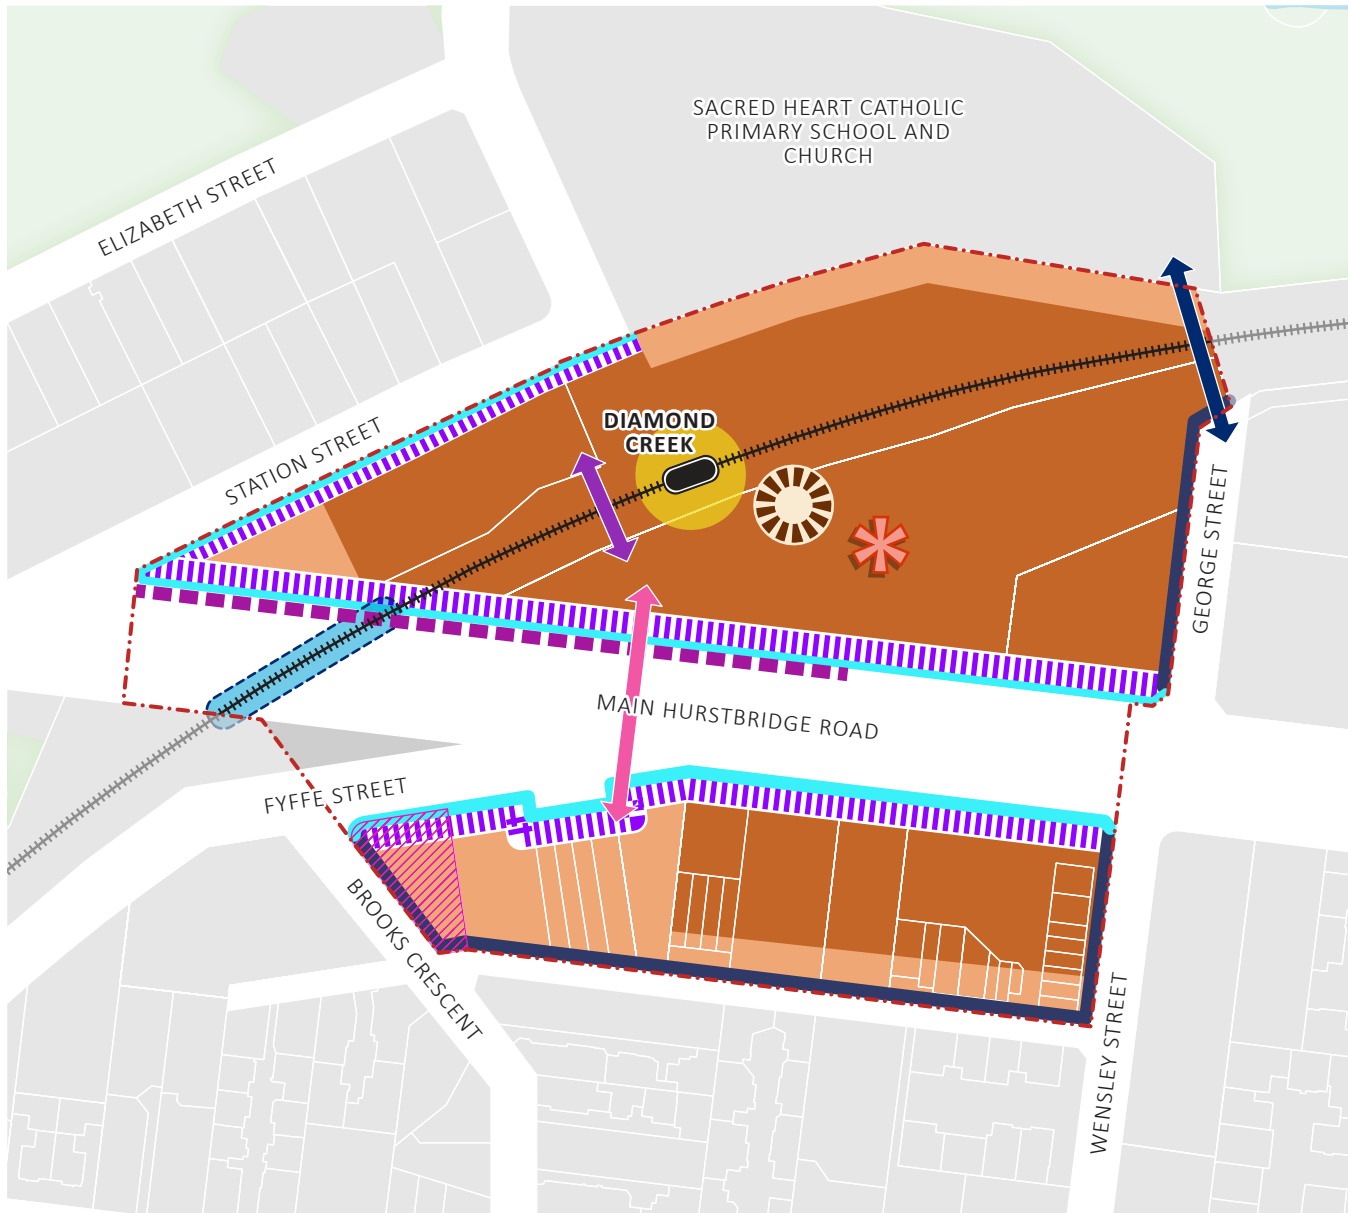 SACRED HEART CATHOLIC
PRIMARY SCHOOL AND
CHURCH
ELIZABETH STREET
STATION STREET
DIAMOND
CREEK
GEORGE STREET
MAIN HURSTBRIDGE ROAD
FYFFE STREET
BROOKS CRESCENT
WENSLEY STREET